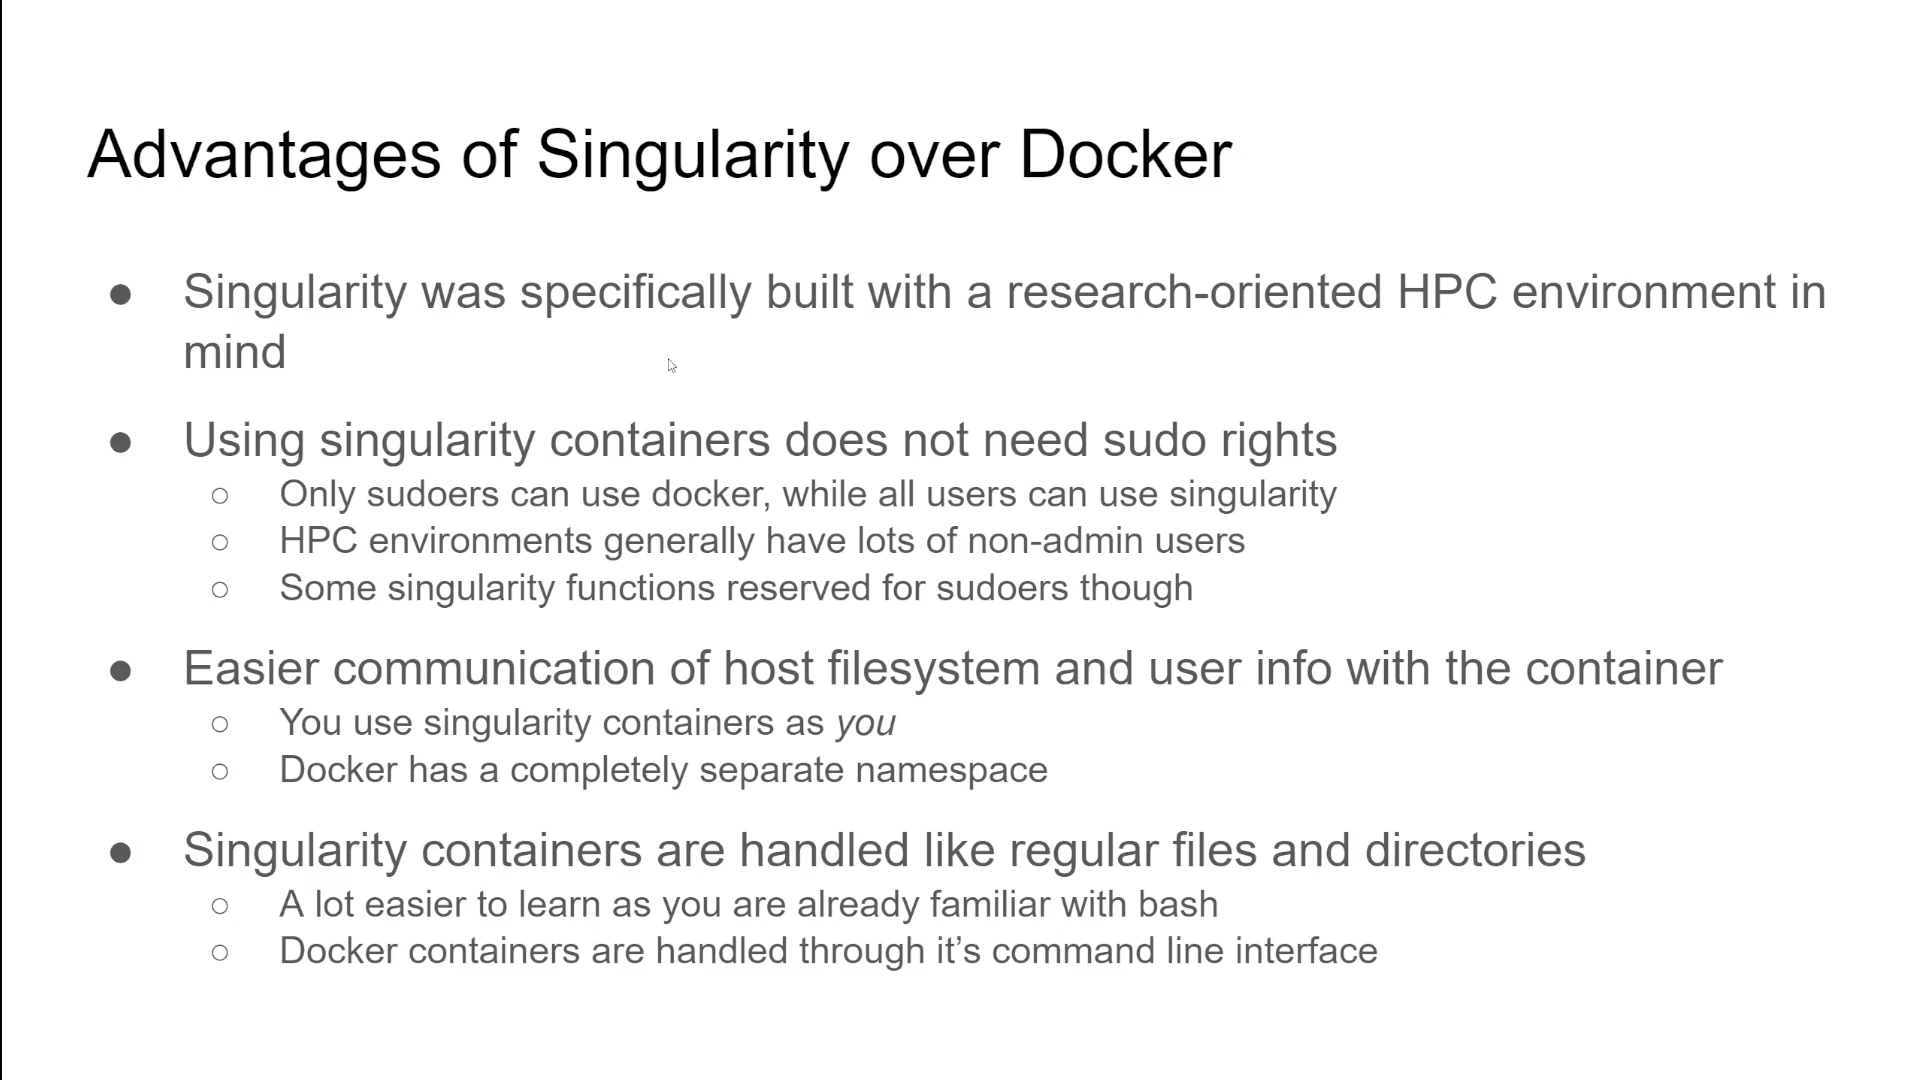 Advantages of Singularity over Docker
● Singularity was specifically built with a research-oriented HPC environment in
mind
● Using singularity containers does not need sudo rights
○ Only sudoers can use docker, while all users can use singularity
○ HPC environments generally have lots of non-admin users
○ Some singularity functions reserved for sudoers though
● Easier communication of host filesystem and user info with the container
○ You use singularity containers as you
○ Docker has a completely separate namespace
● Singularity containers are handled like regular files and directories
○ A lot easier to learn as you are already familiar with bash
○ Docker containers are handled through it’s command line interface